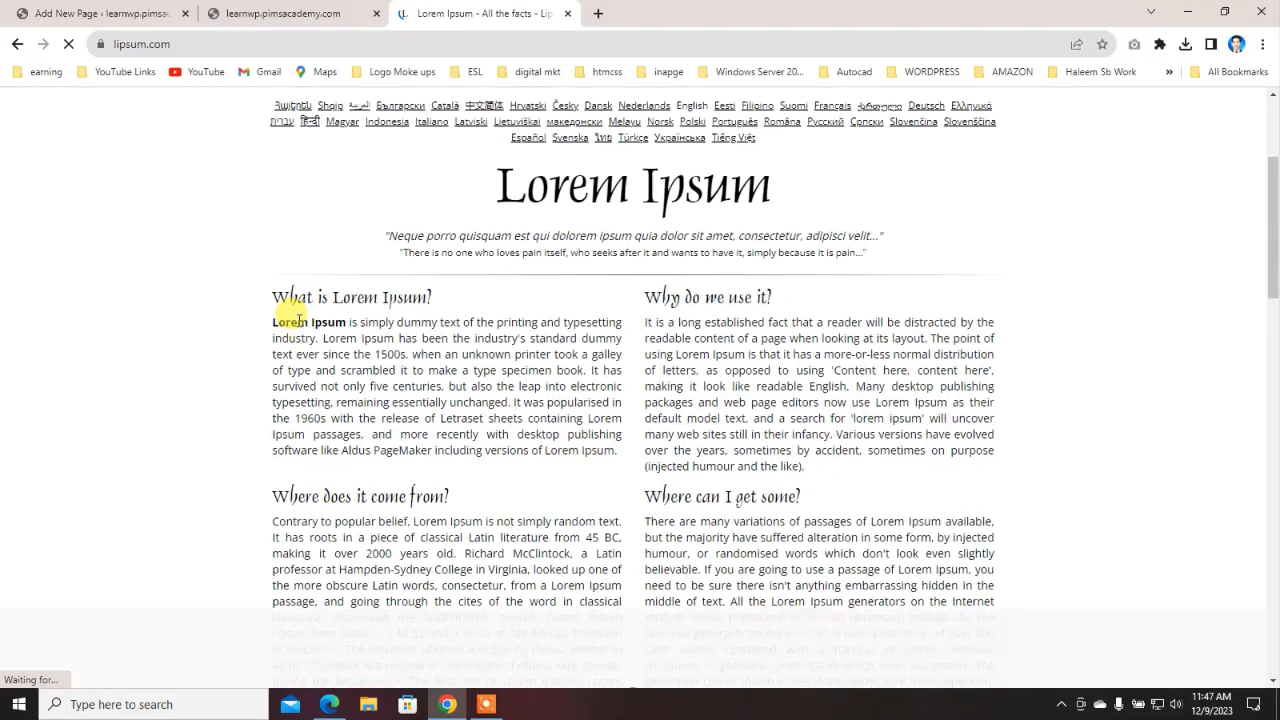 Add New Page ‹ learnwp.pimsac
learnwp.pimsacademy.com
Lorem Ipsum - All the facts - Lip
lipsum.com
earning
YouTube Links
YouTube
Gmail
Maps
Logo Moke ups
ESL
digital mkt
htmcss
inapge
Windows Server 20...
Autocad
WORDPRESS
AMAZON
Haleem Sb Work
»
All Bookmarks
Հայերեն Shqip العربية Български Català 中文简体 Hrvatski Česky Dansk Nederlands English Eesti Filipino Suomi Français ქართული Deutsch Ελληνικά
עברית हिन्दी Magyar Indonesia Italiano Latviski Lietuviškai македонски Melayu Norsk Polski Português Româna Pyccкий Српски Slovenčina Slovenščina
Español Svenska ไทย Türkçe Українська Tiếng Việt
Lorem Ipsum
"Neque porro quisquam est qui dolorem ipsum quia dolor sit amet, consectetur, adipisci velit..."
"There is no one who loves pain itself, who seeks after it and wants to have it, simply because it is pain..."
What is Lorem Ipsum?
Lorem Ipsum is simply dummy text of the printing and typesetting
industry. Lorem Ipsum has been the industry's standard dummy
text ever since the 1500s, when an unknown printer took a galley
of type and scrambled it to make a type specimen book. It has
survived not only five centuries, but also the leap into electronic
typesetting, remaining essentially unchanged. It was popularised in
the 1960s with the release of Letraset sheets containing Lorem
Ipsum passages, and more recently with desktop publishing
software like Aldus PageMaker including versions of Lorem Ipsum.
Why do we use it?
It is a long established fact that a reader will be distracted by the
readable content of a page when looking at its layout. The point of
using Lorem Ipsum is that it has a more-or-less normal distribution
of letters, as opposed to using 'Content here, content here',
making it look like readable English. Many desktop publishing
packages and web page editors now use Lorem Ipsum as their
default model text, and a search for 'lorem ipsum' will uncover
many web sites still in their infancy. Various versions have evolved
over the years, sometimes by accident, sometimes on purpose
(injected humour and the like).
Where does it come from?
Contrary to popular belief, Lorem Ipsum is not simply random text.
It has roots in a piece of classical Latin literature from 45 BC,
making it over 2000 years old. Richard McClintock, a Latin
professor at Hampden-Sydney College in Virginia, looked up one of
the more obscure Latin words, consectetur, from a Lorem Ipsum
passage, and going through the cites of the word in classical
Where can I get some?
There are many variations of passages of Lorem Ipsum available,
but the majority have suffered alteration in some form, by injected
humour, or randomised words which don't look even slightly
believable. If you are going to use a passage of Lorem Ipsum, you
need to be sure there isn't anything embarrassing hidden in the
middle of text. All the Lorem Ipsum generators on the Internet
Waiting for...
Type here to search
11:47 AM
12/9/2023